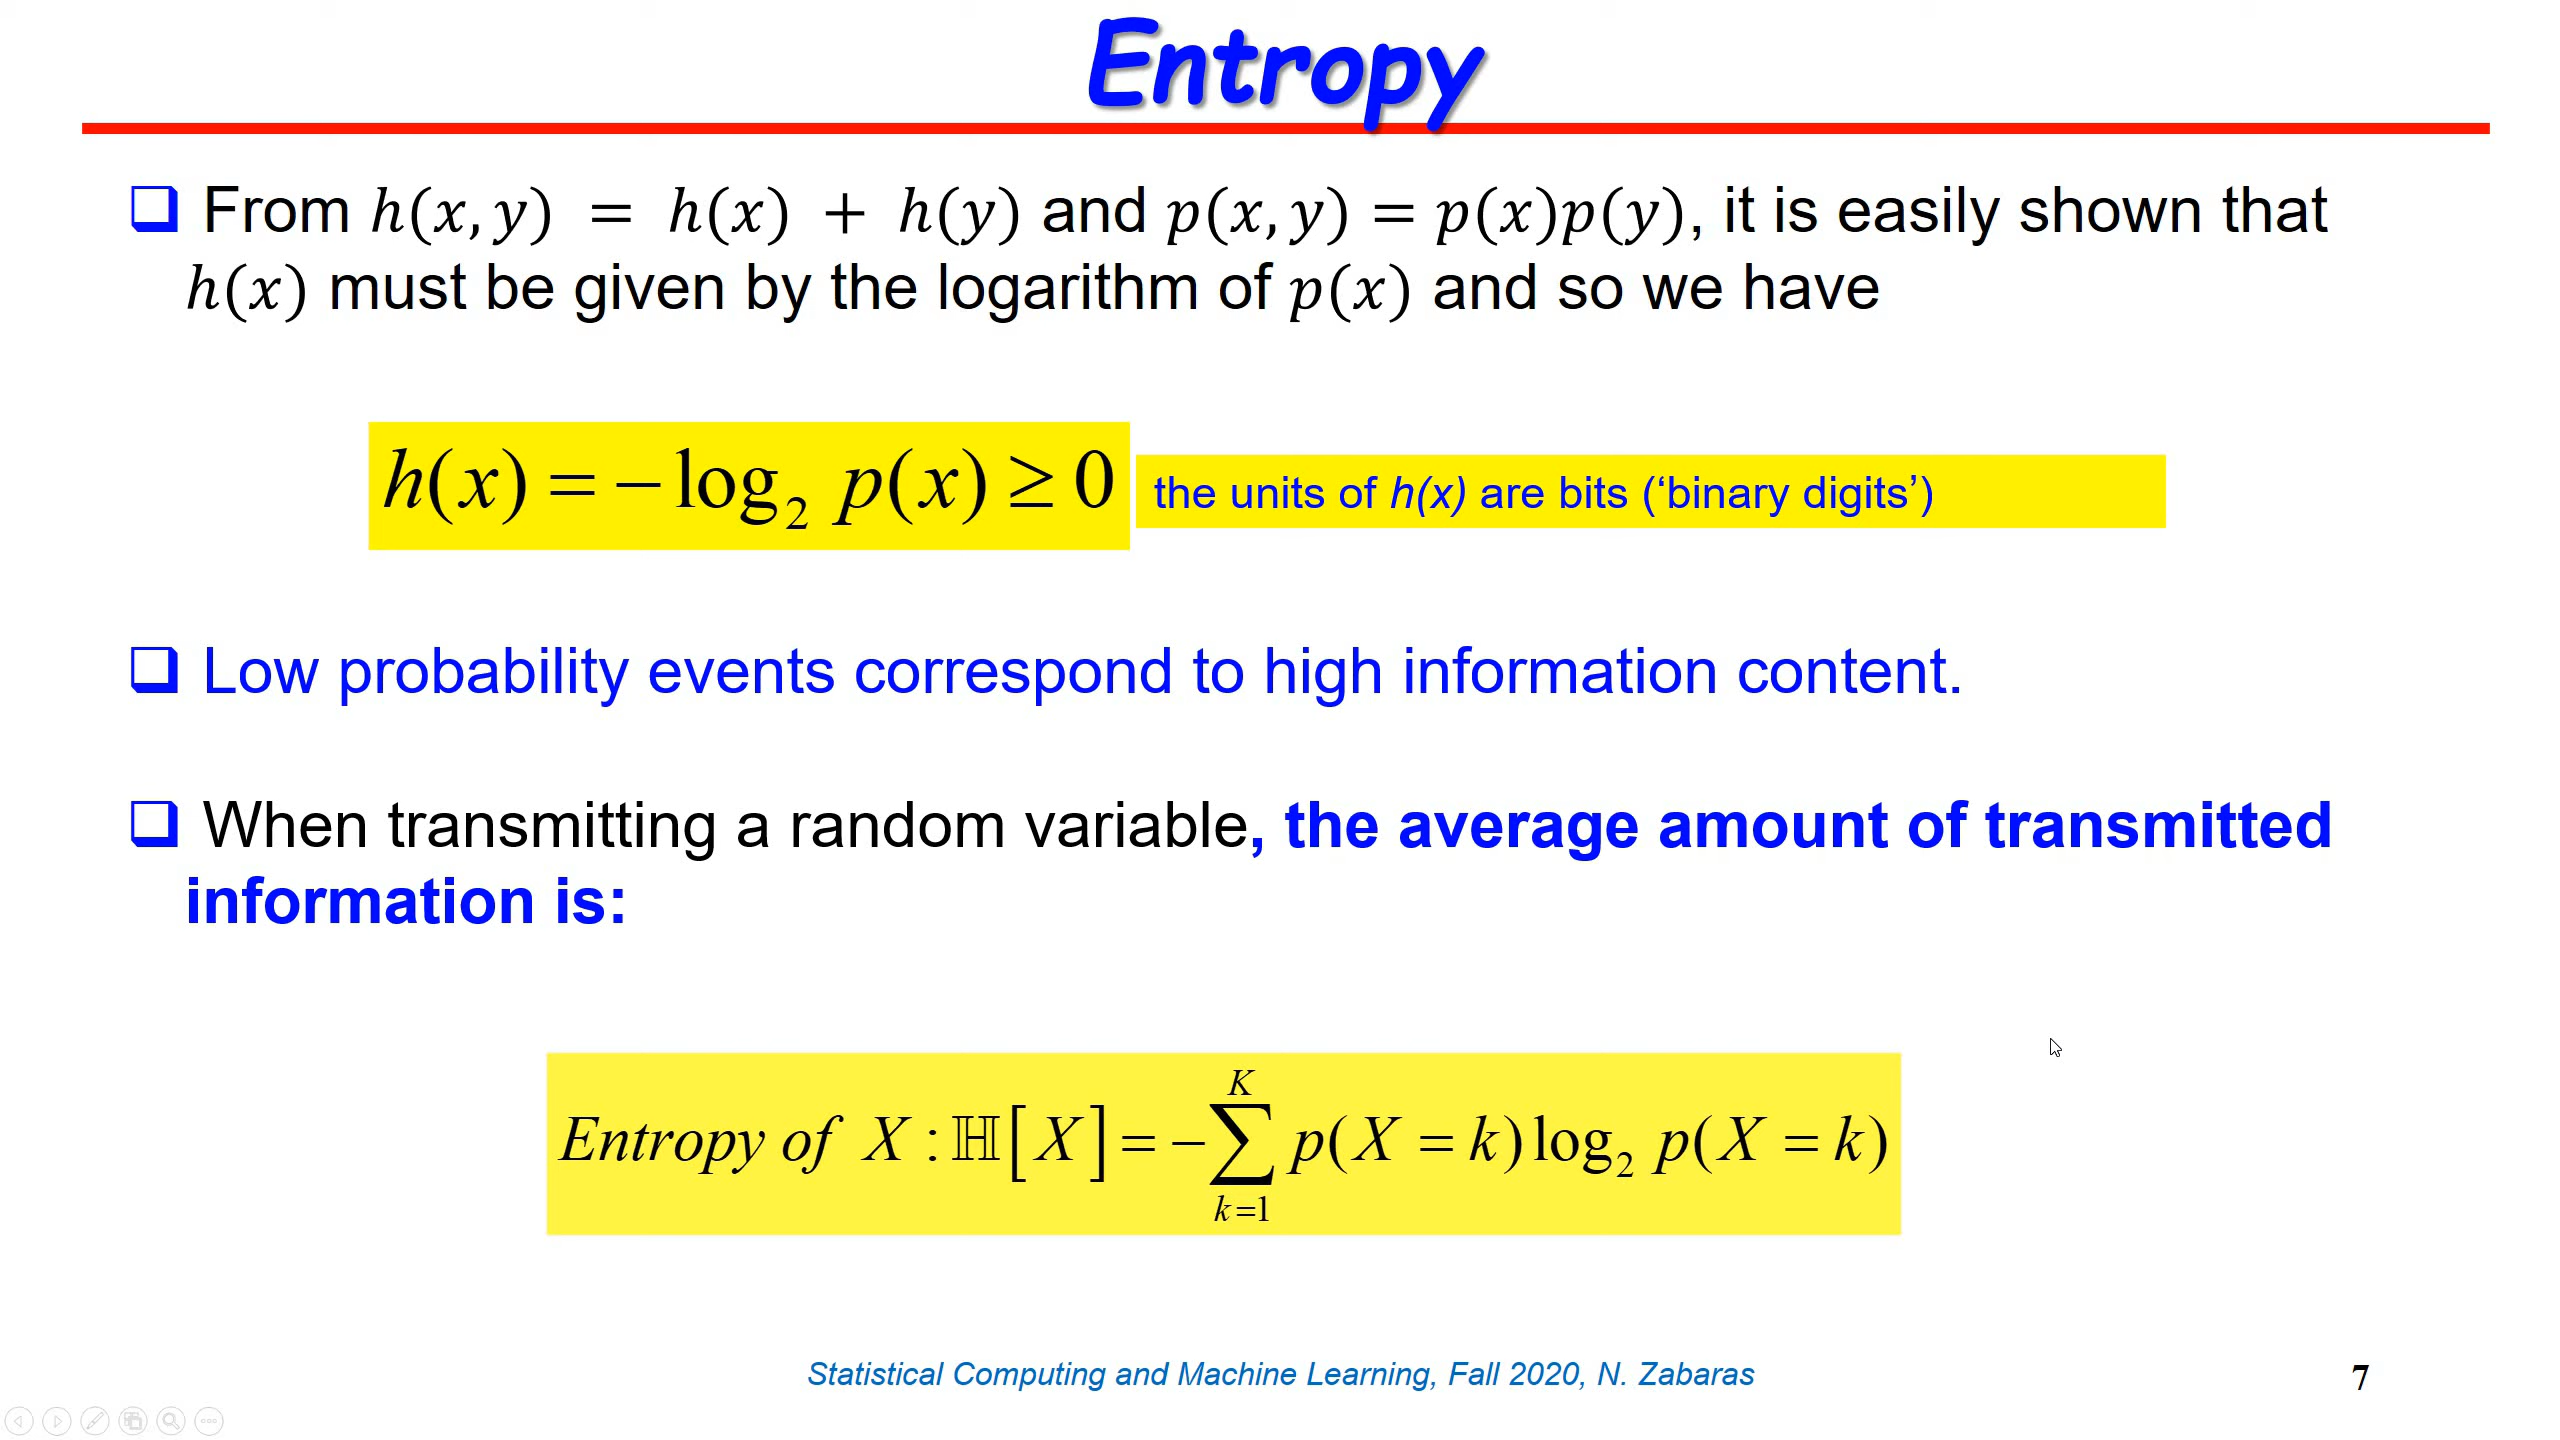 Entropy
❑ From h(x, y) = h(x) + h(y) and p(x, y) = p(x)p(y), it is easily shown that
h(x) must be given by the logarithm of p(x) and so we have
h(x) = − log₂ p(x) ≥ 0
the units of h(x) are bits (‘binary digits’)
❑ Low probability events correspond to high information content.
❑ When transmitting a random variable, the average amount of transmitted
information is:
Entropy of X : ℍ[X] = − ∑_{k=1}^{K} p(X = k) log₂ p(X = k)
Statistical Computing and Machine Learning, Fall 2020, N. Zabaras
7